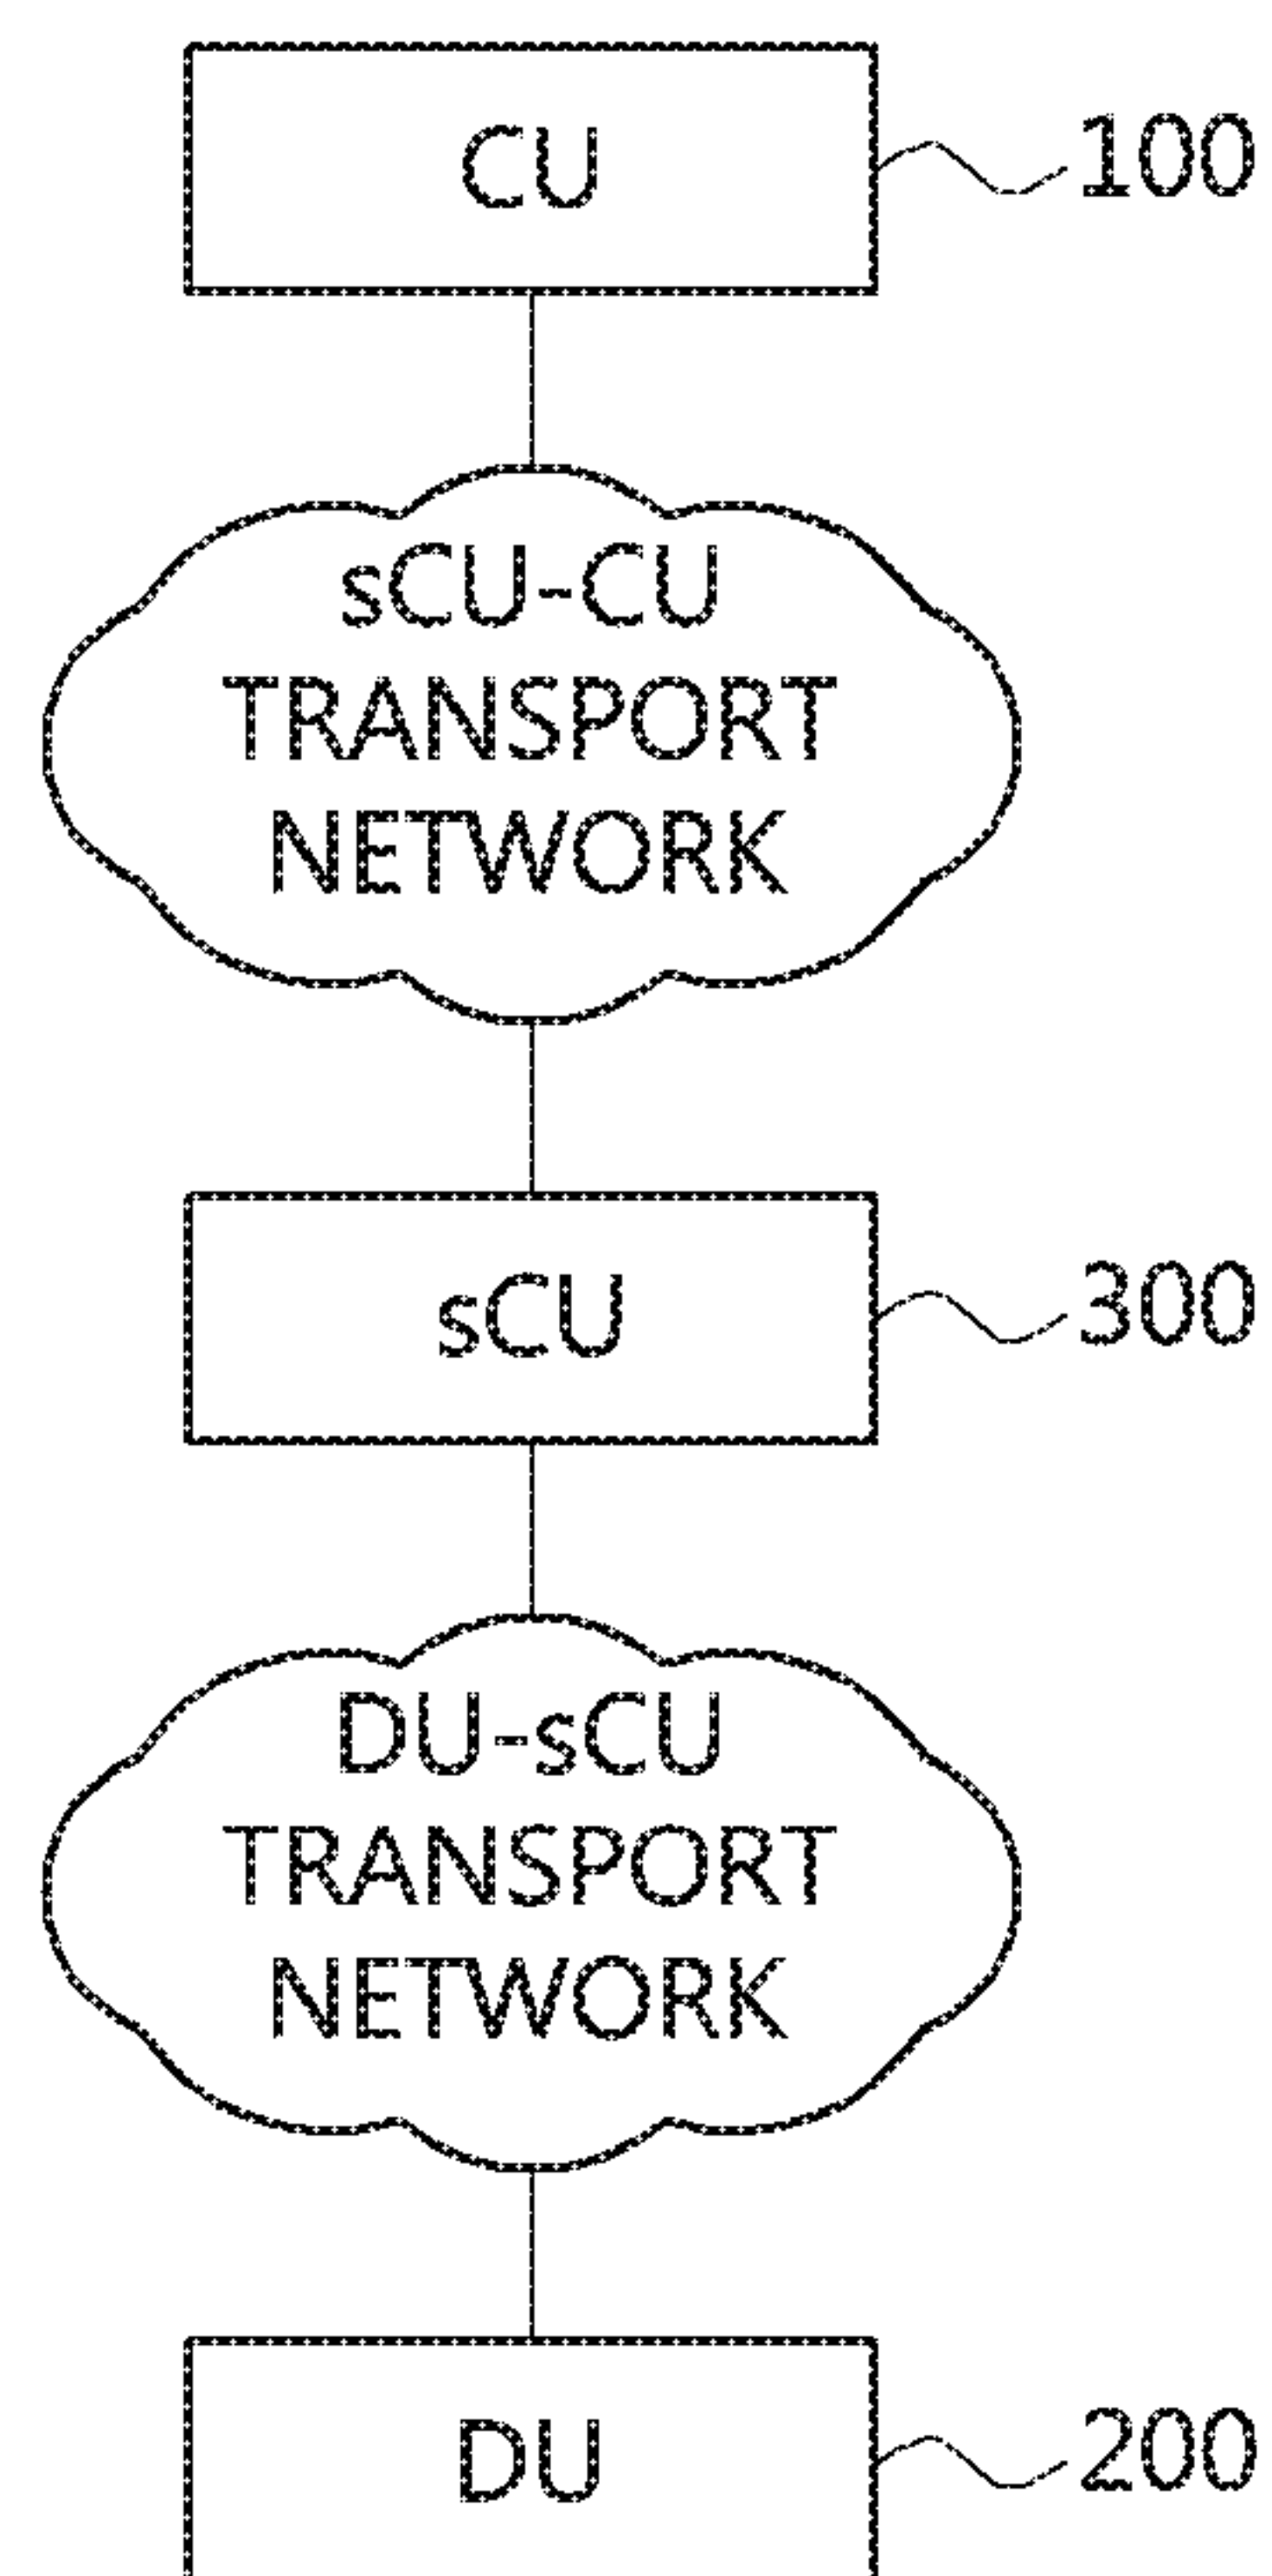 CU
100
sCU-CU
TRANSPORT
NETWORK
sCU
300
DU-sCU
TRANSPORT
NETWORK
DU
200